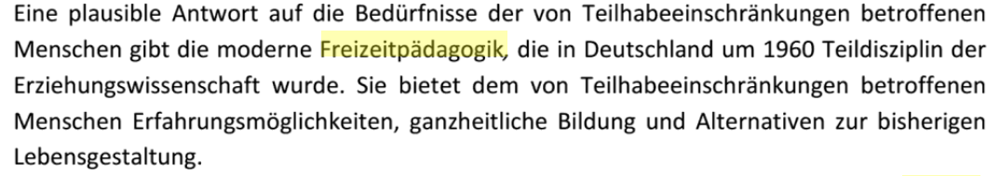 Eine plausible Antwort auf die Bedürfnisse der von Teilhabeeinschränkungen betroffenen
Menschen gibt die moderne Freizeitpädagogik, die in Deutschland um 1960 Teildisziplin der
Erziehungswissenschaft wurde. Sie bietet dem von Teilhabeeinschränkungen betroffenen
Menschen Erfahrungsmöglichkeiten, ganzheitliche Bildung und Alternativen zur bisherigen
Lebensgestaltung.